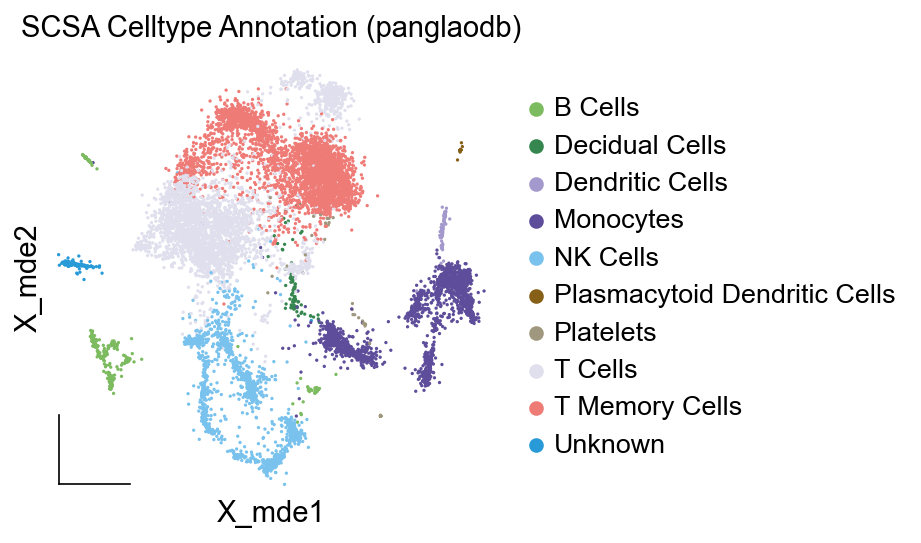 SCSA Celltype Annotation (panglaodb)
B Cells
Decidual Cells
Dendritic Cells
Monocytes
NK Cells
Plasmacytoid Dendritic Cells
Platelets
T Cells
T Memory Cells
Unknown
X_mde2
X_mde1